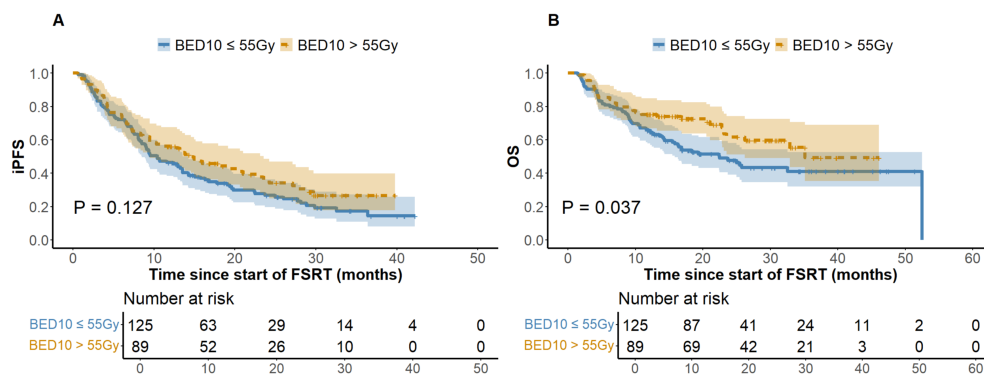 A
BED10 ≤ 55Gy BED10 > 55Gy
iPFS
1.0
0.8
0.6
0.4
0.2
0.0
P = 0.127
0 10 20 30 40 50
Time since start of FSRT (months)
Number at risk
BED10 ≤ 55Gy 125 63 29 14 4 0
BED10 > 55Gy 89 52 26 10 0 0
0 10 20 30 40 50
B
BED10 ≤ 55Gy BED10 > 55Gy
OS
1.0
0.8
0.6
0.4
0.2
0.0
P = 0.037
0 10 20 30 40 50 60
Time since start of FSRT (months)
Number at risk
BED10 ≤ 55Gy 125 87 41 24 11 2 0
BED10 > 55Gy 89 69 42 21 3 0 0
0 10 20 30 40 50 60